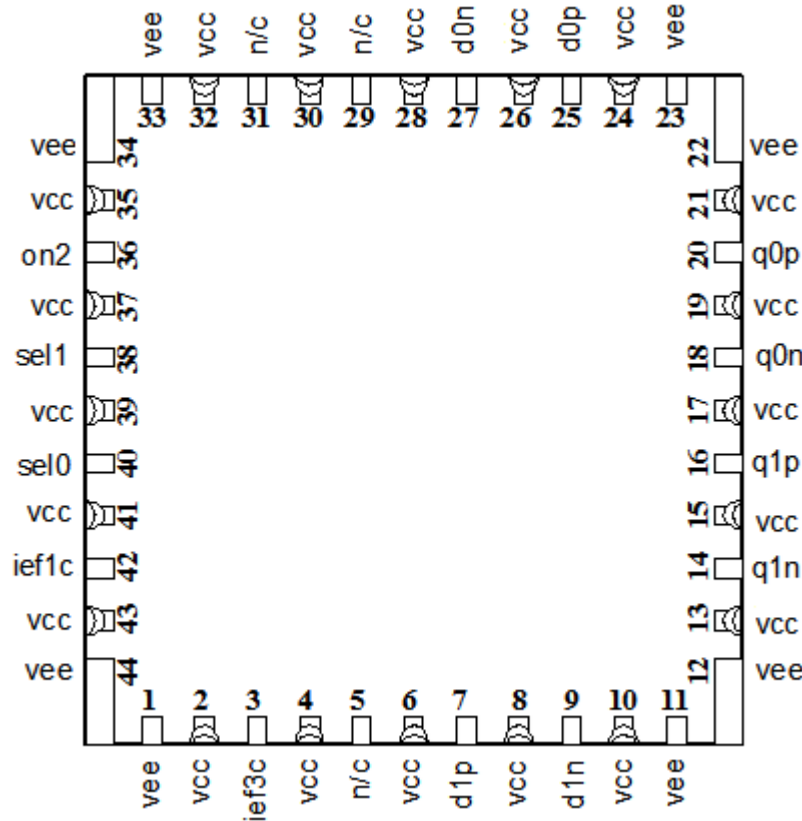 vee vcc n/c vcc n/c vcc d0n vcc d0p vcc vee
33 32 31 30 29 28 27 26 25 24 23
vee 34 22 vee
vcc 35 21 vcc
on2 36 20 q0p
vcc 37 19 vcc
sel1 38 18 q0n
vcc 39 17 vcc
sel0 40 16 q1p
vcc 41 15 vcc
ief1c 42 14 q1n
vcc 43 13 vcc
vee 44 12 vee
1 2 3 4 5 6 7 8 9 10 11
vee vcc ief3c vcc n/c vcc d1p vcc d1n vcc vee